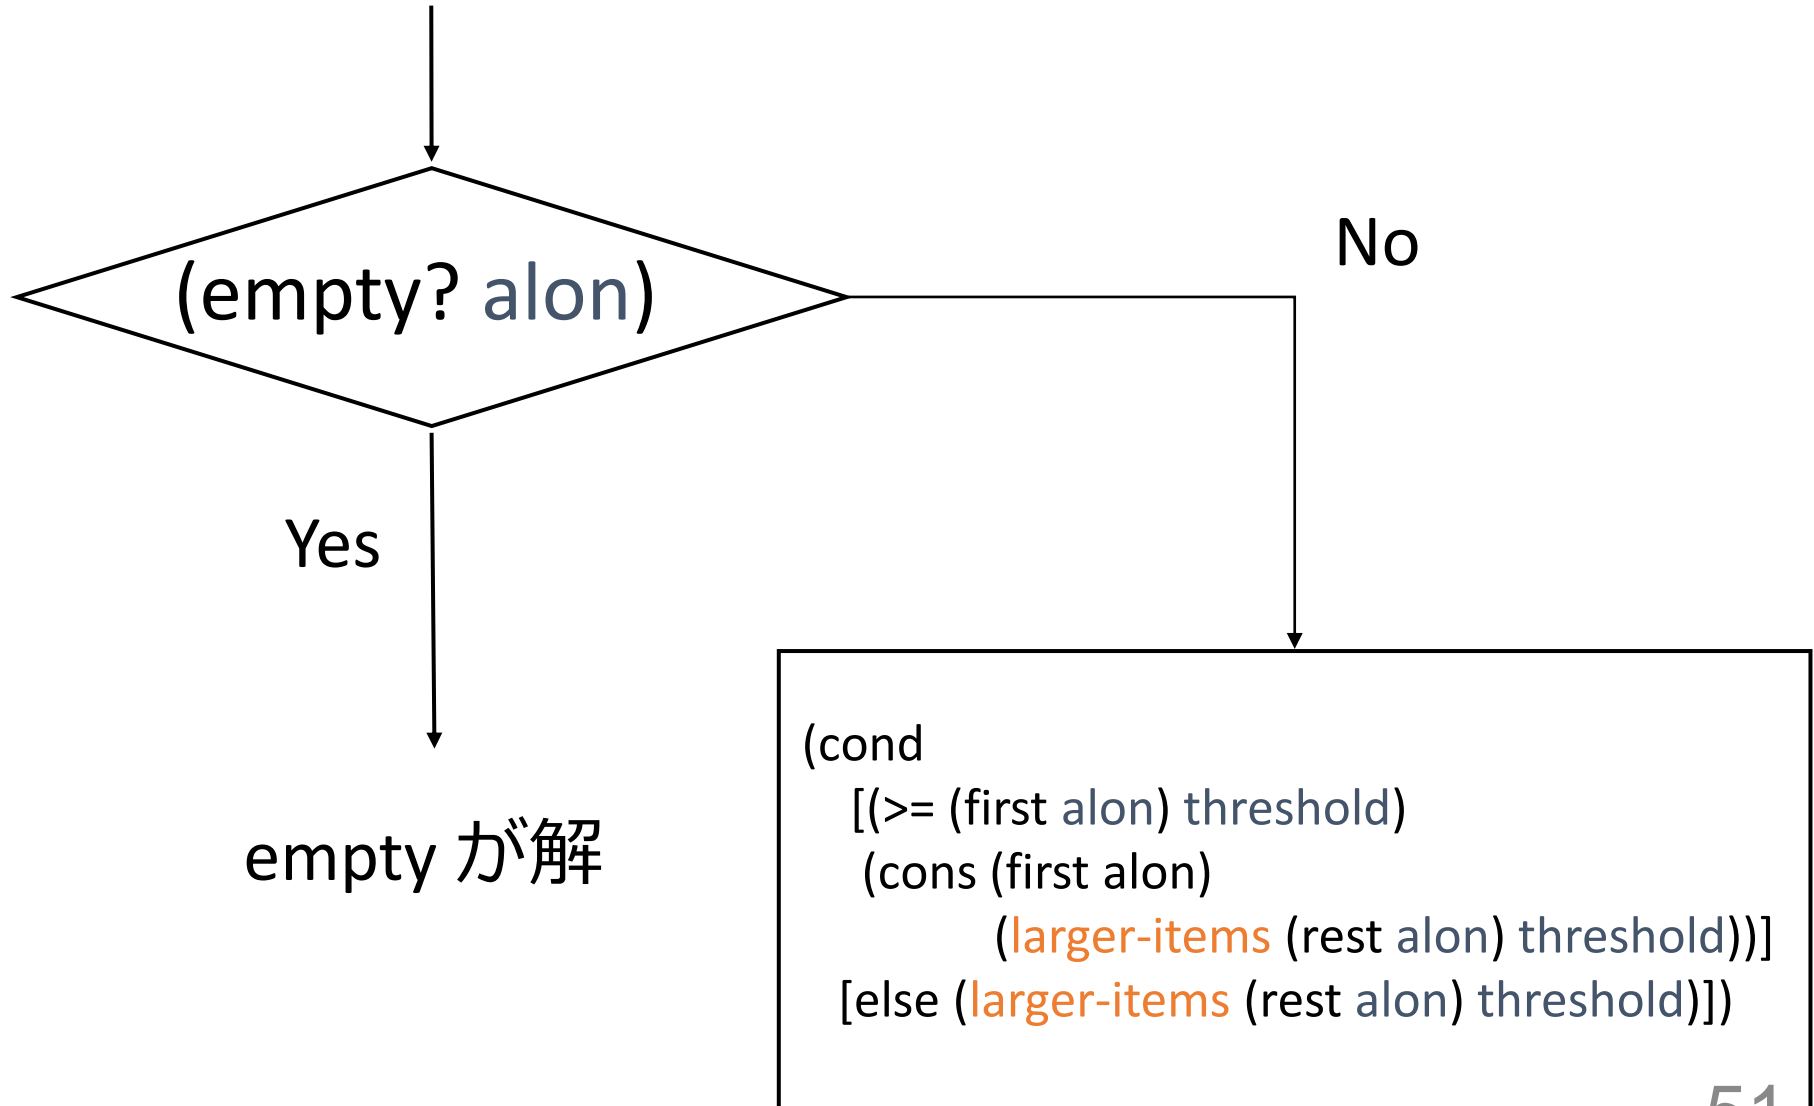 (empty? alon)
No
Yes
empty が解
(cond
[(>= (first alon) threshold)
(cons (first alon)
(larger-items (rest alon) threshold))]
[else (larger-items (rest alon) threshold)])
51